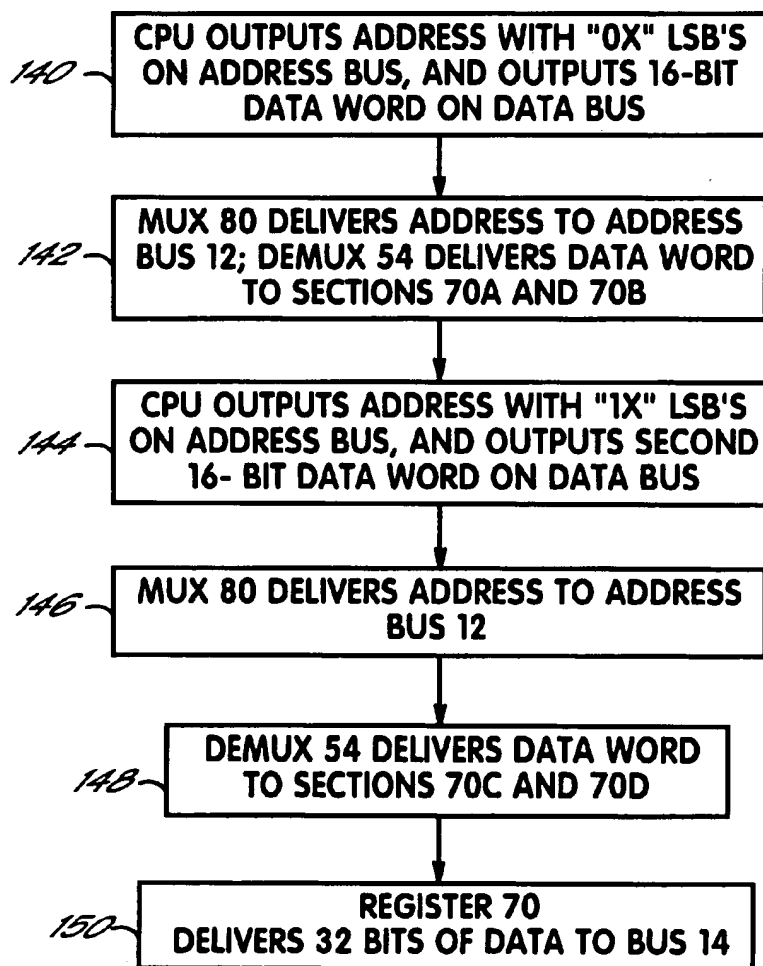 CPU OUTPUTS ADDRESS WITH "0X" LSB'S
140
ON ADDRESS BUS, AND OUTPUTS 16-BIT
DATA WORD ON DATA BUS
MUX 80 DELIVERS ADDRESS TO ADDRESS
142
BUS 12; DEMUX 54 DELIVERS DATA WORD
TO SECTIONS 70A AND 70B
CPU OUTPUTS ADDRESS WITH "1X" LSB'S
144
ON ADDRESS BUS, AND OUTPUTS SECOND
16- BIT DATA WORD ON DATA BUS
146
MUX 80 DELIVERS ADDRESS TO ADDRESS
BUS 12
DEMUX 54 DELIVERS DATA WORD
148
TO SECTIONS 70C AND 70D
REGISTER 70
150
DELIVERS 32 BITS OF DATA TO BUS 14